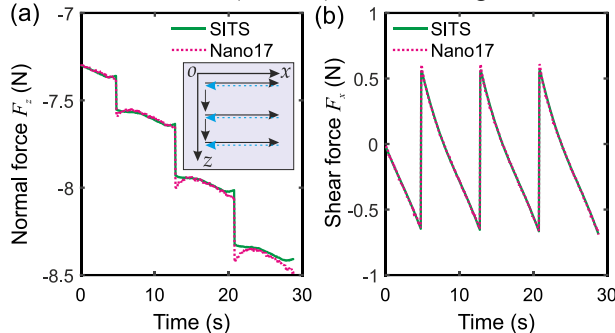 (a)
SITS
Nano17
Normal force F_z (N)
-7
-7.5
-8
-8.5
o
x
z
0
10
20
30
Time (s)
(b)
SITS
Nano17
Shear force F_x (N)
1
0.5
0
-0.5
-1
0
10
20
30
Time (s)